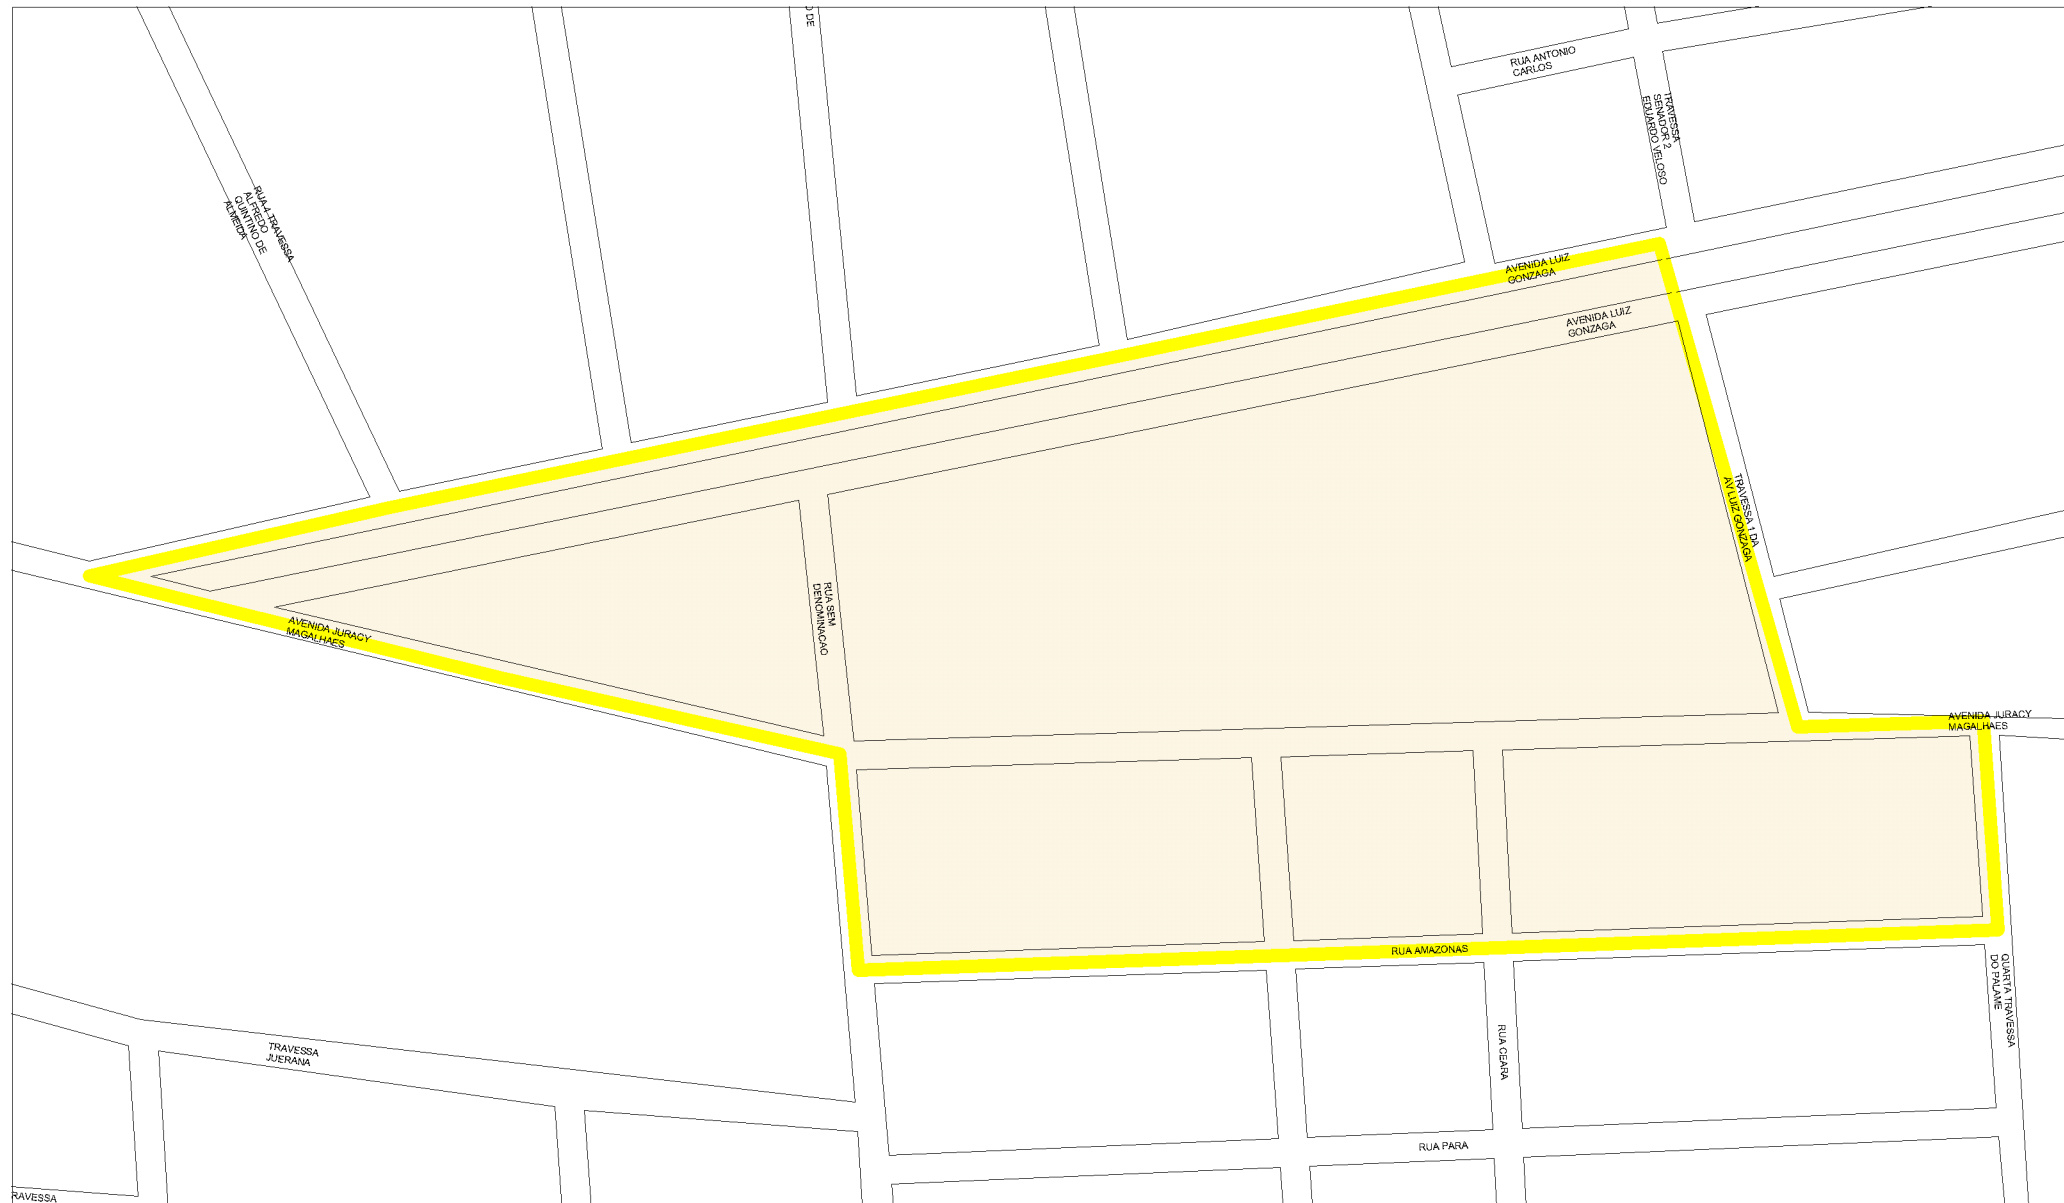 O DE
RUA ANTONIO
CARLOS
TRAVESSA
SENADOR 2
EDUARDO VELOSO
RUA 4 TRAVESSA
ALFREDO
QUINTINO DE
ALMEIDA
AVENIDA LUIZ
GONZAGA
AVENIDA LUIZ
GONZAGA
TRAVESSA 1 DA
AV LUIZ GONZAGA
RUA SEM
DENOMINACAO
AVENIDA JURACY
MAGALHAES
AVENIDA JURACY
MAGALHAES
RUA AMAZONAS
QUARTA TRAVESSA
DO PALAME
TRAVESSA
JUERANA
RUA CEARA
RUA PARA
RAVESSA